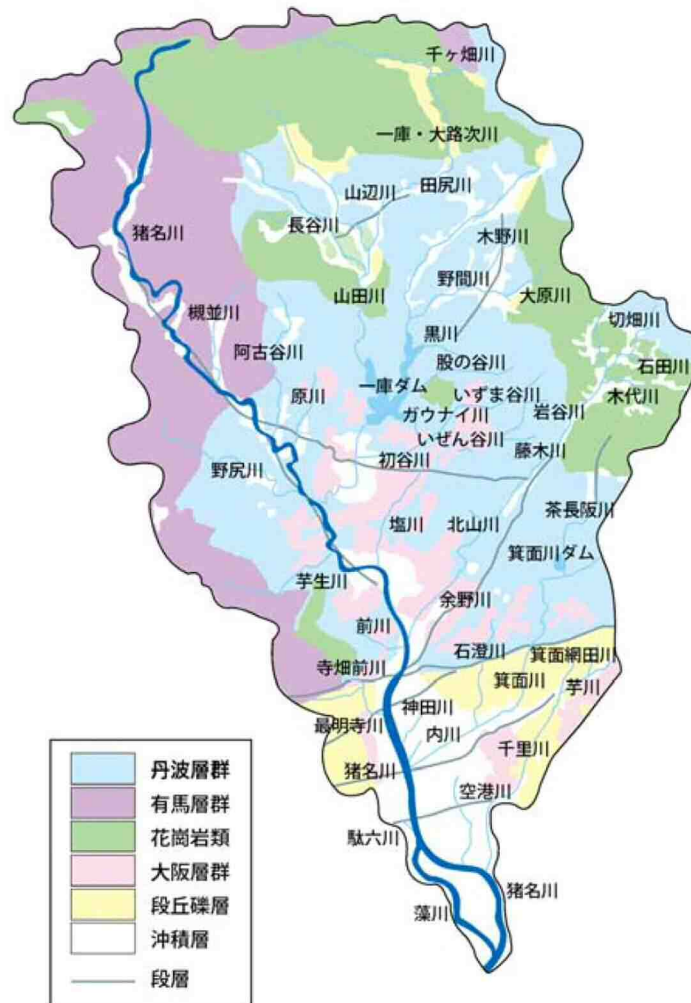 千ヶ畑川
一庫・大路次川
山辺川
田尻川
長谷川
猪名川
木野川
野間川
山田川
大原川
槻並川
切畑川
黒川
阿古谷川
股の谷川
石田川
一庫ダム
いずま谷川
原川
木代川
ガウナイ川
岩谷川
いぜん谷川
藤木川
初谷川
野尻川
茶長阪川
塩川
北山川
箕面川ダム
芋生川
余野川
前川
石澄川
箕面網田川
寺畑前川
箕面川
芋川
神田川
最明寺川
内川
千里川
猪名川
空港川
駄六川
猪名川
藻川
丹波層群
有馬層群
花崗岩類
大阪層群
段丘礫層
沖積層
段層